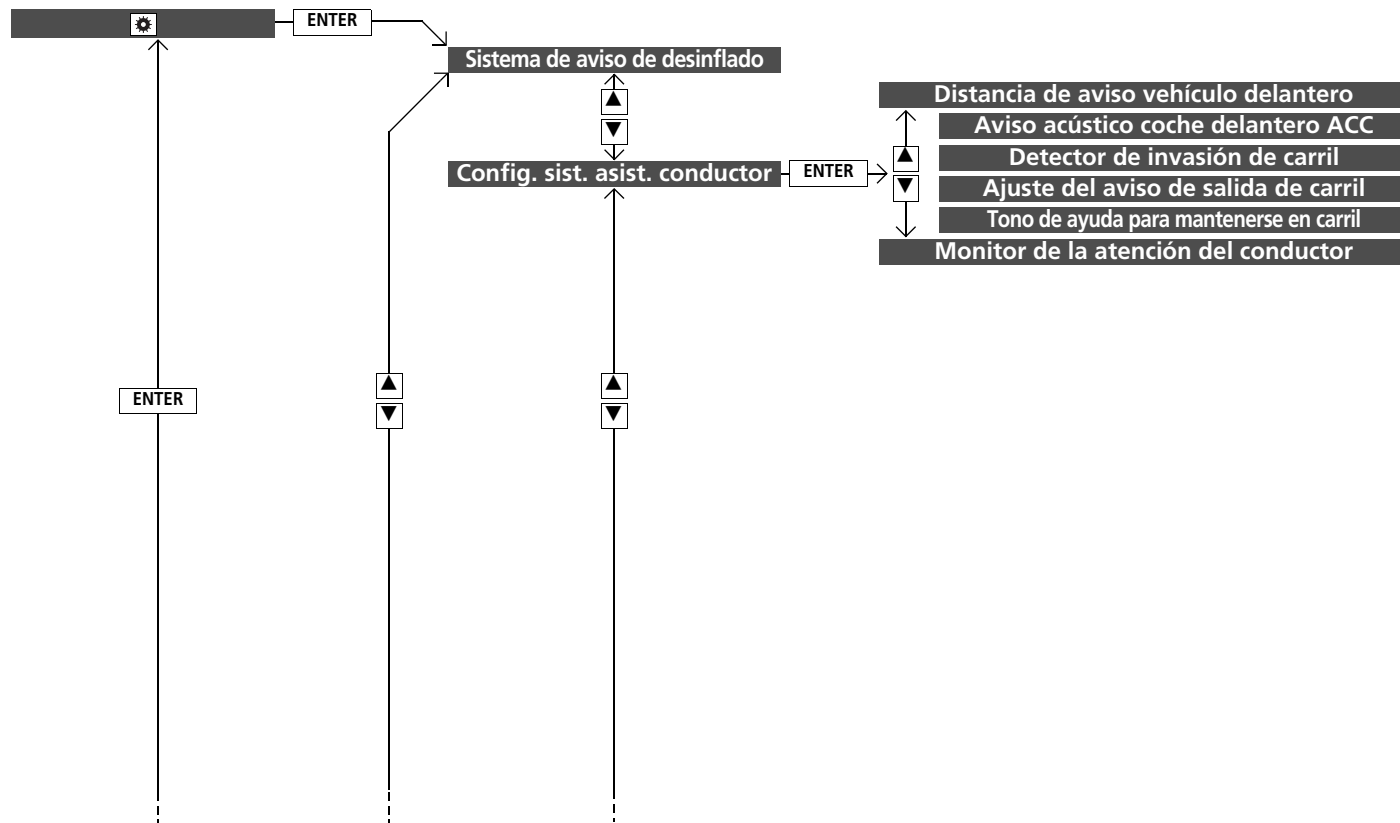 ENTER
Sistema de aviso de desinflado
▲
▼
Config. sist. asist. conductor
ENTER
Distancia de aviso vehículo delantero
Aviso acústico coche delantero ACC
▲
Detector de invasión de carril
▼
Ajuste del aviso de salida de carril
Tono de ayuda para mantenerse en carril
Monitor de la atención del conductor
ENTER
▲
▼
▲
▼